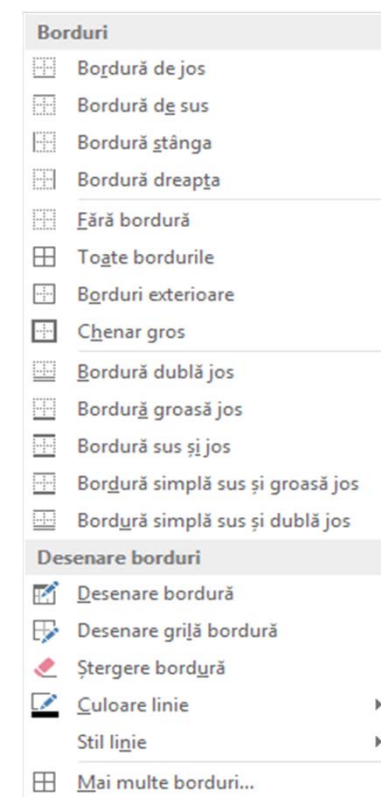 Borduri
Bordură de jos
Bordură de sus
Bordură stânga
Bordură dreapta
Fără bordură
Toate bordurile
Borduri exterioare
Chenar gros
Bordură dublă jos
Bordură groasă jos
Bordură sus și jos
Bordură simplă sus și groasă jos
Bordură simplă sus și dublă jos
Desenare borduri
Desenare bordură
Desenare grilă bordură
Ștergere bordură
Culoare linie
Stil linie
Mai multe borduri...